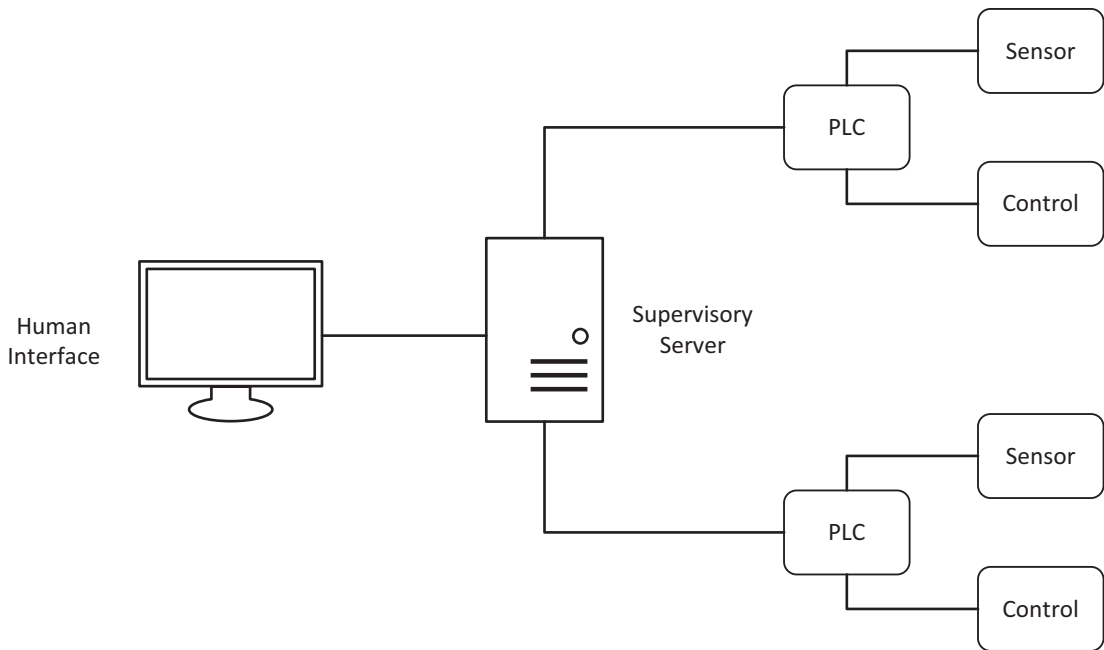 Human
Interface
Supervisory
Server
PLC
Sensor
Control
PLC
Sensor
Control